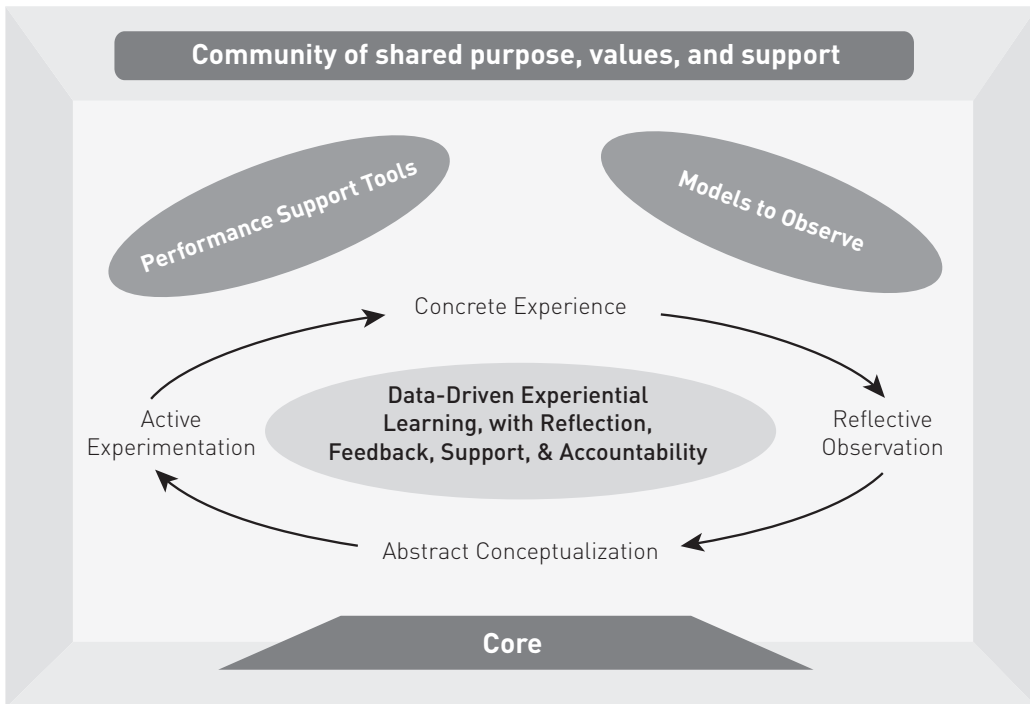 Community of shared purpose, values, and support
Performance Support Tools
Models to Observe
Concrete Experience
Data-Driven Experiential
Learning, with Reflection,
Feedback, Support, & Accountability
Active
Experimentation
Reflective
Observation
Abstract Conceptualization
Core